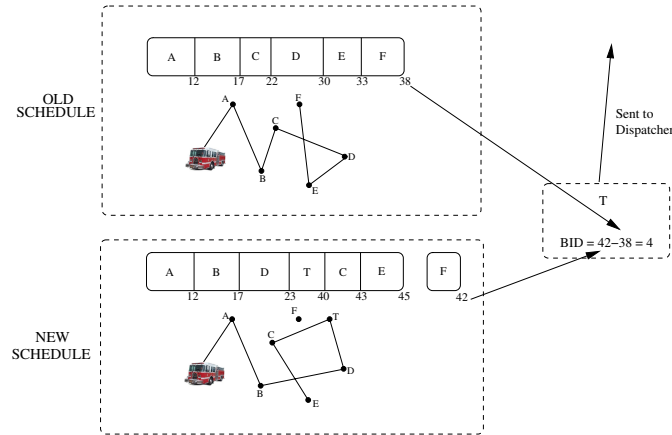 OLD
SCHEDULE
A B C D E F
12 17 22 30 33 38
A
F
C
D
B
E
Sent to
Dispatcher
T
BID = 42−38 = 4
NEW
SCHEDULE
A B D T C E F
12 17 23 40 43 45 42
A
F
T
C
D
B
E